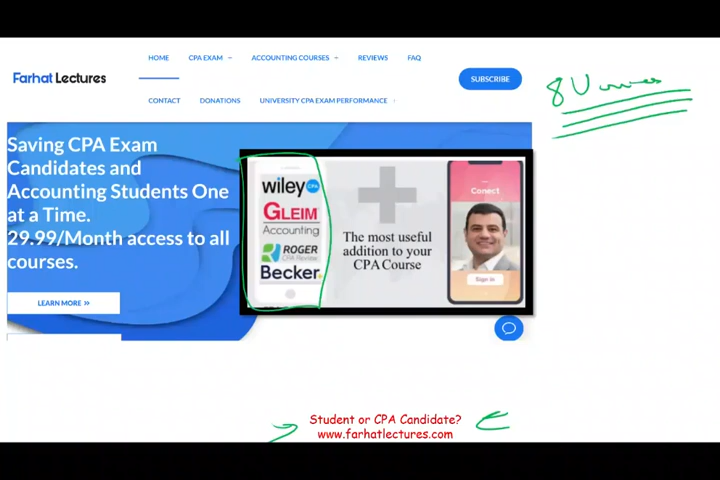 HOME
CPA EXAM
ACCOUNTING COURSES
REVIEWS
FAQ
Farhat Lectures
SUBSCRIBE
CONTACT
DONATIONS
UNIVERSITY CPA EXAM PERFORMANCE
Saving CPA Exam
Candidates and
Accounting Students One
at a Time.
29.99/Month access to all
courses.
LEARN MORE »
wiley CPA
GLEIM
Accounting
ROGER
CPA Review
Becker.
The most useful
addition to your
CPA Course
Conect
Sign in
Student or CPA Candidate?
www.farhatlectures.com